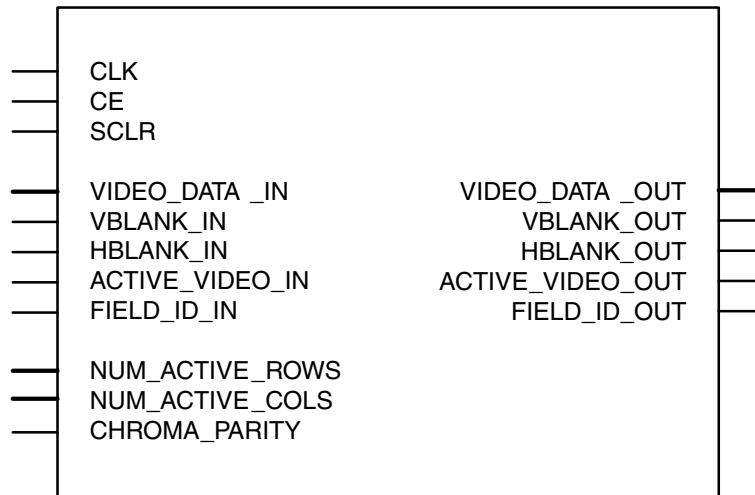 CLK
CE
SCLR
VIDEO_DATA _IN
VBLANK_IN
HBLANK_IN
ACTIVE_VIDEO_IN
FIELD_ID_IN
NUM_ACTIVE_ROWS
NUM_ACTIVE_COLS
CHROMA_PARITY
VIDEO_DATA _OUT
VBLANK_OUT
HBLANK_OUT
ACTIVE_VIDEO_OUT
FIELD_ID_OUT